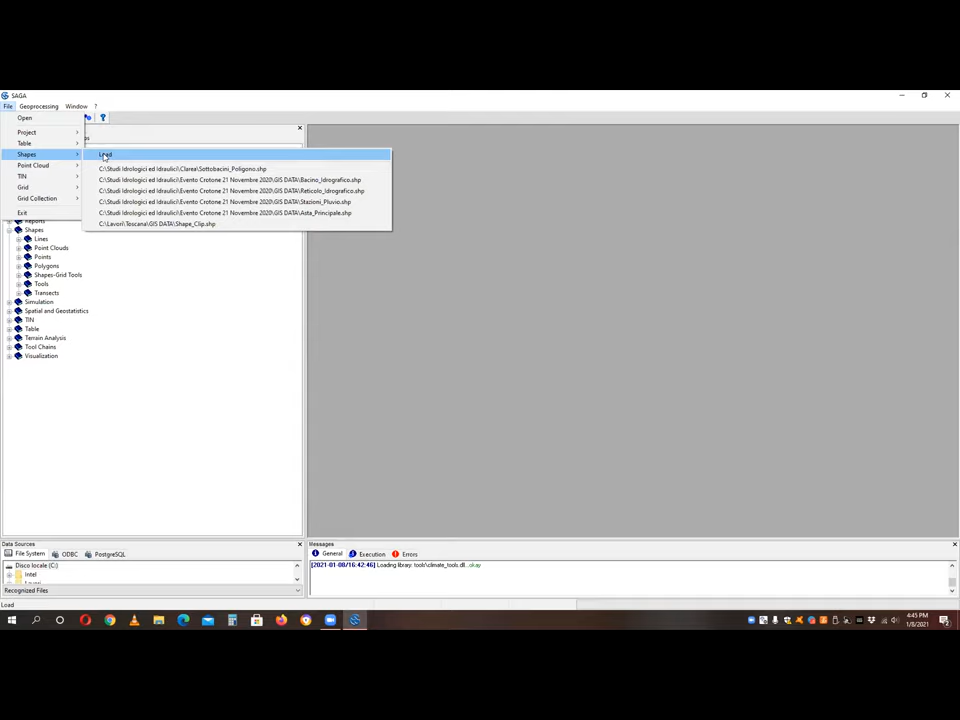 SAGA
File Geoprocessing Window ?
Open
Project
Table
Shapes
Point Cloud
TIN
Grid
Grid Collection
Exit
Load
C:\Studi Idrologici ed Idraulici\Clarea\Sottobacini_Poligono.shp
C:\Studi Idrologici ed Idraulici\Evento Crotone 21 Novembre 2020\GIS DATA\Bacino_Idrografico.shp
C:\Studi Idrologici ed Idraulici\Evento Crotone 21 Novembre 2020\GIS DATA\Reticolo_Idrografico.shp
C:\Studi Idrologici ed Idraulici\Evento Crotone 21 Novembre 2020\GIS DATA\Stazioni_Pluvio.shp
C:\Studi Idrologici ed Idraulici\Evento Crotone 21 Novembre 2020\GIS DATA\Asta_Principale.shp
C:\Lavori\Toscana\GIS DATA\Shape_Clip.shp
Reports
Shapes
Lines
Point Clouds
Points
Polygons
Shapes-Grid Tools
Tools
Transects
Simulation
Spatial and Geostatistics
TIN
Table
Terrain Analysis
Tool Chains
Visualization
Data Sources
File System ODBC PostgreSQL
Disco locale (C:)
Intel
Recognized Files
Messages
General Execution Errors
[2021-01-08/16:42:46] Loading library: tools\climate_tools.dll...okay
Load
4:45 PM
1/8/2021